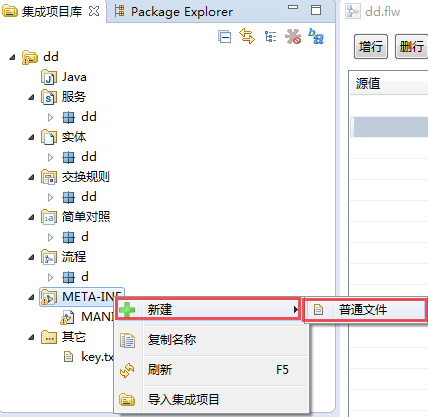 集成项目库
Package Explorer
dd
Java
服务
dd
实体
dd
交换规则
dd
简单对照
d
流程
d
META-INF
MANI
其它
key.tx
新建
复制名称
刷新 F5
导入集成项目
普通文件
dd.flw
增行 删行
源值